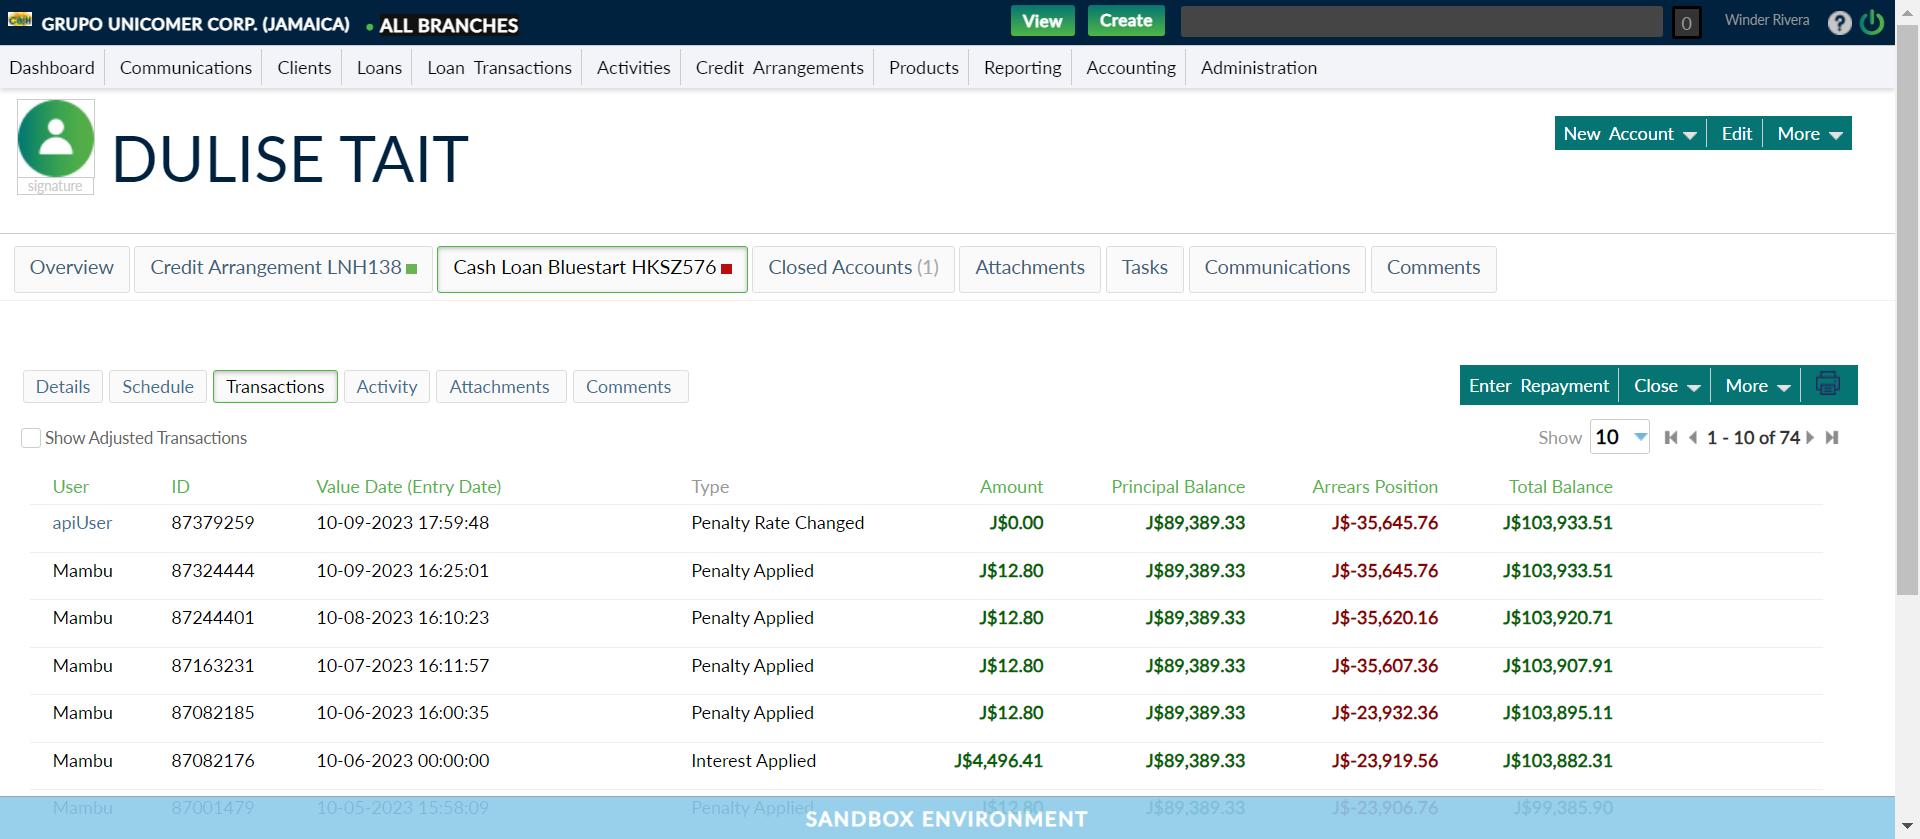 Cash GRUPO UNICOMER CORP. (JAMAICA) • ALL BRANCHES View Create 0 Winder Rivera ?
Dashboard Communications Clients Loans Loan Transactions Activities Credit Arrangements Products Reporting Accounting Administration
DULISE TAIT
signature
New Account Edit More
Overview Credit Arrangement LNH138 Cash Loan Bluestart HKSZ576 Closed Accounts (1) Attachments Tasks Communications Comments
Details Schedule Transactions Activity Attachments Comments Enter Repayment Close More
Show Adjusted Transactions Show 10 1 - 10 of 74
User ID Value Date (Entry Date) Type Amount Principal Balance Arrears Position Total Balance
apiUser 87379259 10-09-2023 17:59:48 Penalty Rate Changed J$0.00 J$89,389.33 J$-35,645.76 J$103,933.51
Mambu 87324444 10-09-2023 16:25:01 Penalty Applied J$12.80 J$89,389.33 J$-35,645.76 J$103,933.51
Mambu 87244401 10-08-2023 16:10:23 Penalty Applied J$12.80 J$89,389.33 J$-35,620.16 J$103,920.71
Mambu 87163231 10-07-2023 16:11:57 Penalty Applied J$12.80 J$89,389.33 J$-35,607.36 J$103,907.91
Mambu 87082185 10-06-2023 16:00:35 Penalty Applied J$12.80 J$89,389.33 J$-23,932.36 J$103,895.11
Mambu 87082176 10-06-2023 00:00:00 Interest Applied J$4,496.41 J$89,389.33 J$-23,919.56 J$103,882.31
Mambu 87001479 10-05-2023 15:58:09 Penalty Applied J$12.80 J$89,389.33 J$-23,906.76 J$99,385.90
SANDBOX ENVIRONMENT